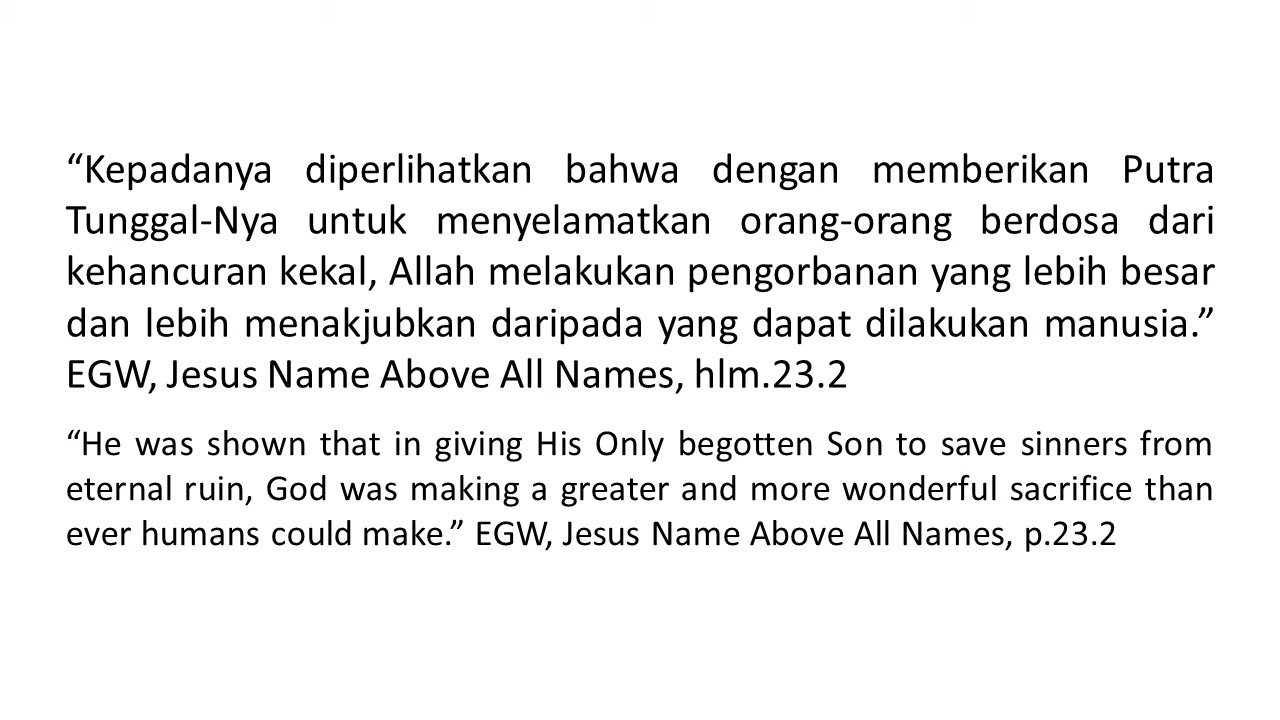 “Kepadanya diperlihatkan bahwa dengan memberikan Putra
Tunggal-Nya untuk menyelamatkan orang-orang berdosa dari
kehancuran kekal, Allah melakukan pengorbanan yang lebih besar
dan lebih menakjubkan daripada yang dapat dilakukan manusia.”
EGW, Jesus Name Above All Names, hlm.23.2
“He was shown that in giving His Only begotten Son to save sinners from
eternal ruin, God was making a greater and more wonderful sacrifice than
ever humans could make.” EGW, Jesus Name Above All Names, p.23.2